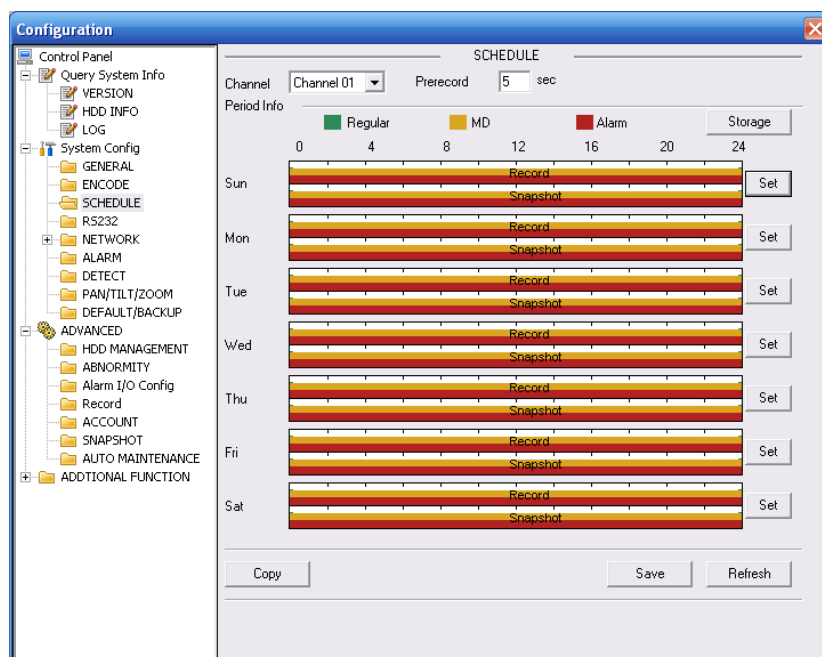 Configuration
Control Panel
Query System Info
VERSION
HDD INFO
LOG
System Config
GENERAL
ENCODE
SCHEDULE
RS232
NETWORK
ALARM
DETECT
PAN/TILT/ZOOM
DEFAULT/BACKUP
ADVANCED
HDD MANAGEMENT
ABNORMITY
Alarm I/O Config
Record
ACCOUNT
SNAPSHOT
AUTO MAINTENANCE
ADDTIONAL FUNCTION
SCHEDULE
Channel Channel 01 Prerecord 5 sec
Period Info
Regular MD Alarm Storage
0 4 8 12 16 20 24
Record
Sun Set
Snapshot
Record
Mon Set
Snapshot
Record
Tue Set
Snapshot
Record
Wed Set
Snapshot
Record
Thu Set
Snapshot
Record
Fri Set
Snapshot
Record
Sat Set
Snapshot
Copy Save Refresh